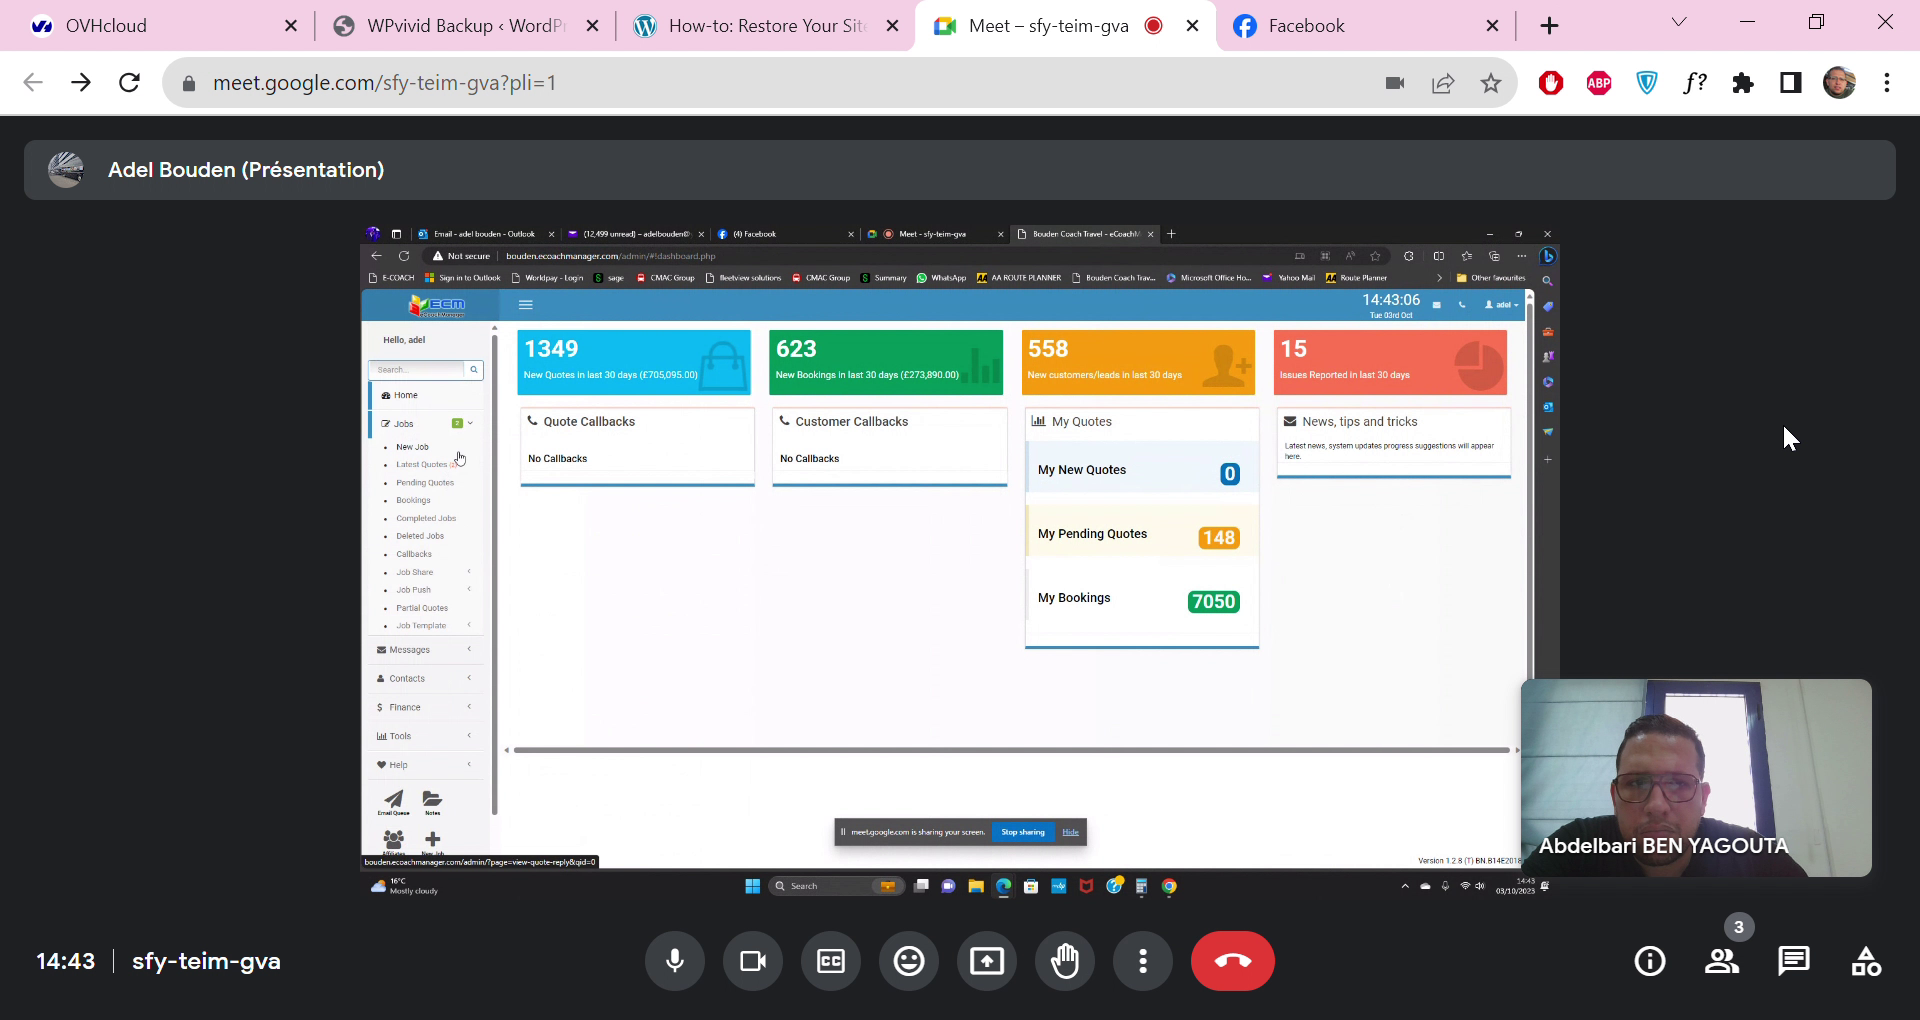 OVHcloud
WPvivid Backup ‹ WordPr
How-to: Restore Your Site
Meet – sfy-teim-gva
Facebook
meet.google.com/sfy-teim-gva?pli=1
ABP
f?
Adel Bouden (Présentation)
Email - adel bouden - Outlook
(12,499 unread) - adelbouden@
(4) Facebook
Meet - sfy-teim-gva
Bouden Coach Travel - eCoachM
Not secure
bouden.ecoachmanager.com/admin/#!dashboard.php
E-COACH
Sign in to Outlook
Worldpay - Login
sage
CMAC Group
fleetview solutions
CMAC Group
Summary
WhatsApp
AA ROUTE PLANNER
Bouden Coach Trav...
Microsoft Office Ho...
Yahoo Mail
Route Planner
Other favourites
ECM
14:43:06
Tue 03rd Oct
adel
Hello, adel
Search...
Home
Jobs
2
New Job
Latest Quotes (2)
Pending Quotes
Bookings
Completed Jobs
Deleted Jobs
Callbacks
Job Share
Job Push
Partial Quotes
Job Template
Messages
Contacts
Finance
Tools
Help
Email Queue
Notes
1349
New Quotes in last 30 days (£705,095.00)
623
New Bookings in last 30 days (£273,890.00)
558
New customers/leads in last 30 days
15
Issues Reported in last 30 days
Quote Callbacks
No Callbacks
Customer Callbacks
No Callbacks
My Quotes
My New Quotes
0
My Pending Quotes
148
My Bookings
7050
News, tips and tricks
Latest news, system updates progress suggestions will appear
here.
meet.google.com is sharing your screen.
Stop sharing
Hide
bouden.ecoachmanager.com/admin/?page=view-quote-reply&qid=0
Version 1.2.8 (T) BN.B14E2018
16°C
Mostly cloudy
Search
14:43
03/10/2023
Abdelbari BEN YAGOUTA
14:43
sfy-teim-gva
CC
3